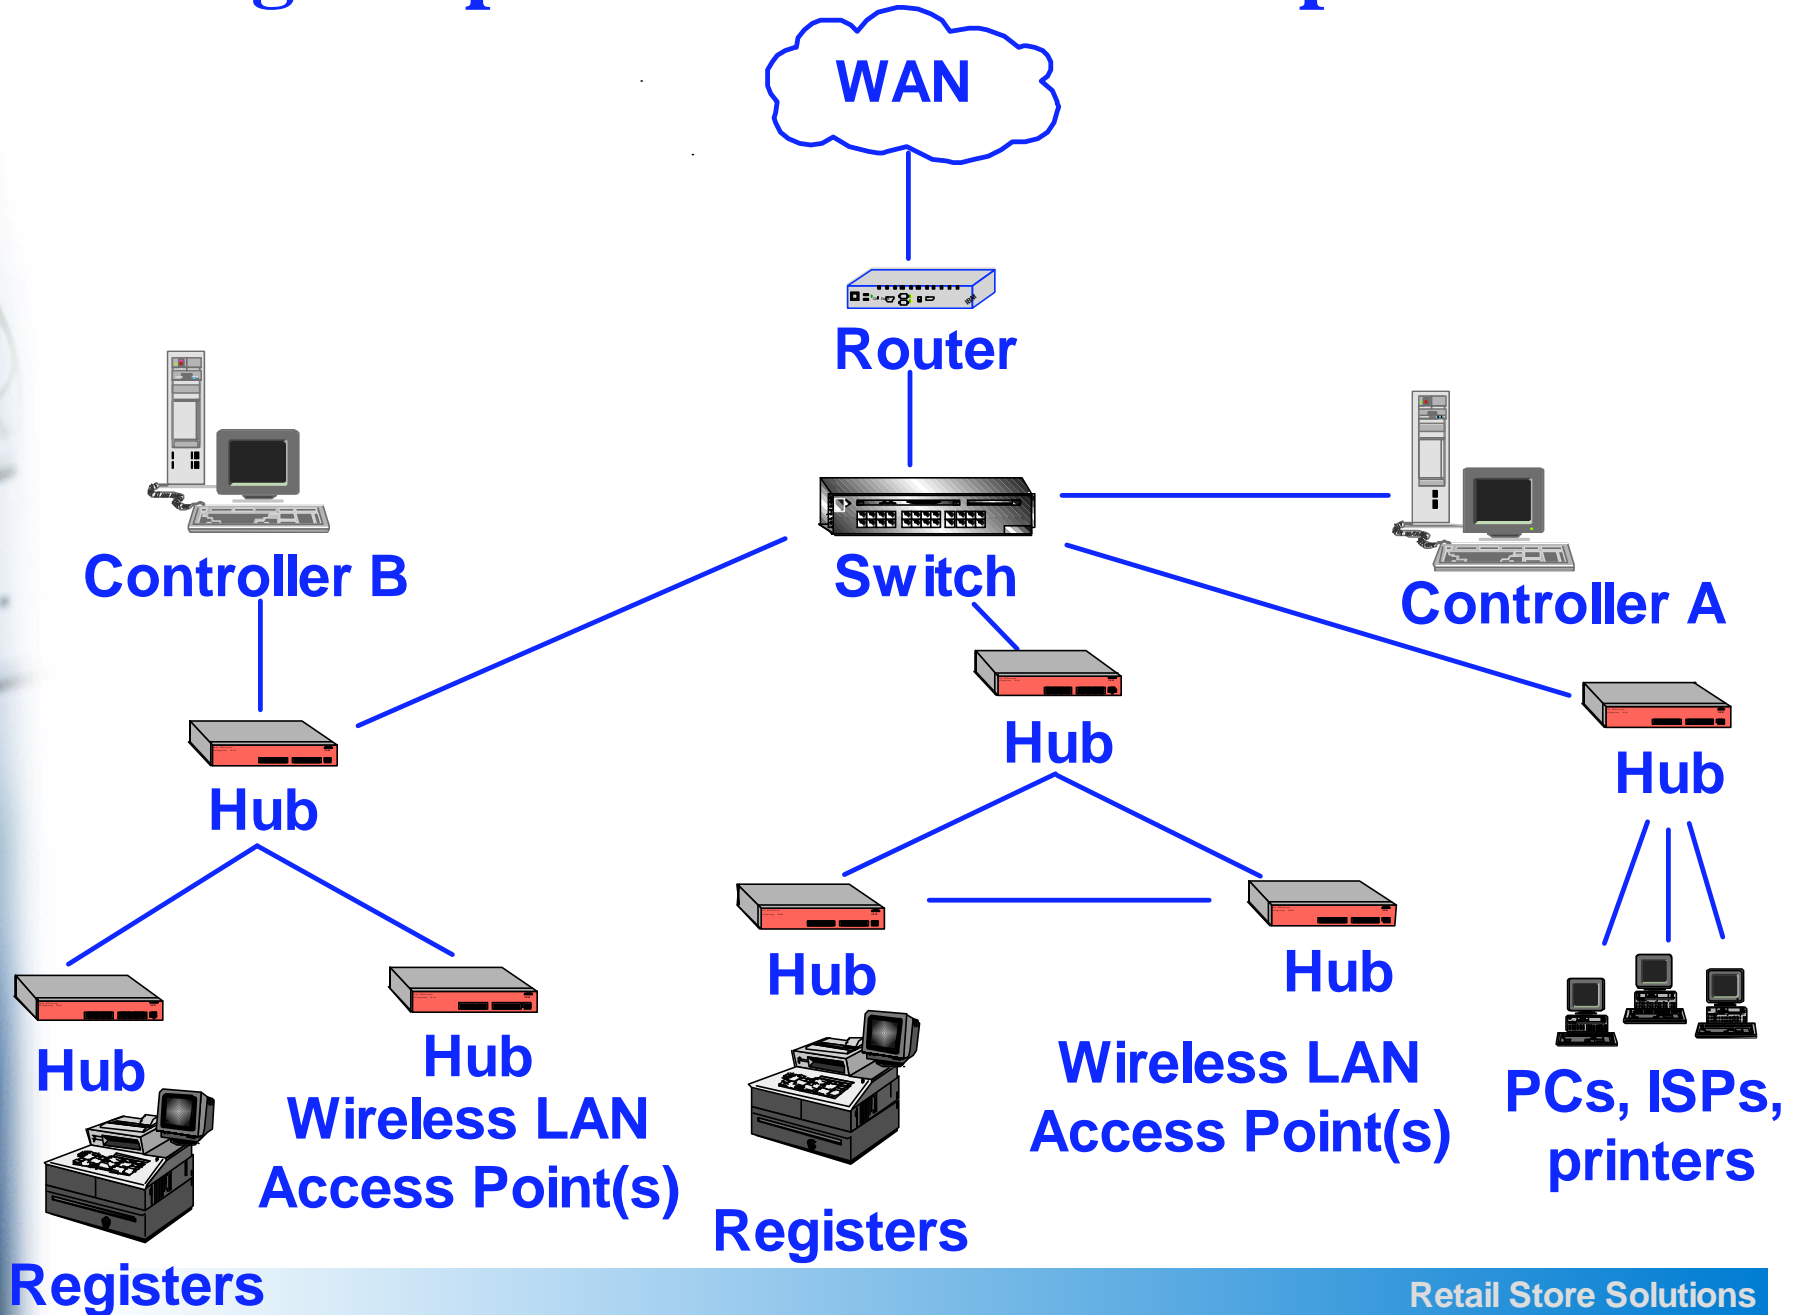 WAN
IBM
Router
Controller B
Switch
Controller A
Hub
Hub
Hub
Hub
Hub
Hub
Hub
Wireless LAN
Access Point(s)
Wireless LAN
Access Point(s)
PCs, ISPs,
printers
Registers
Registers
Retail Store Solutions